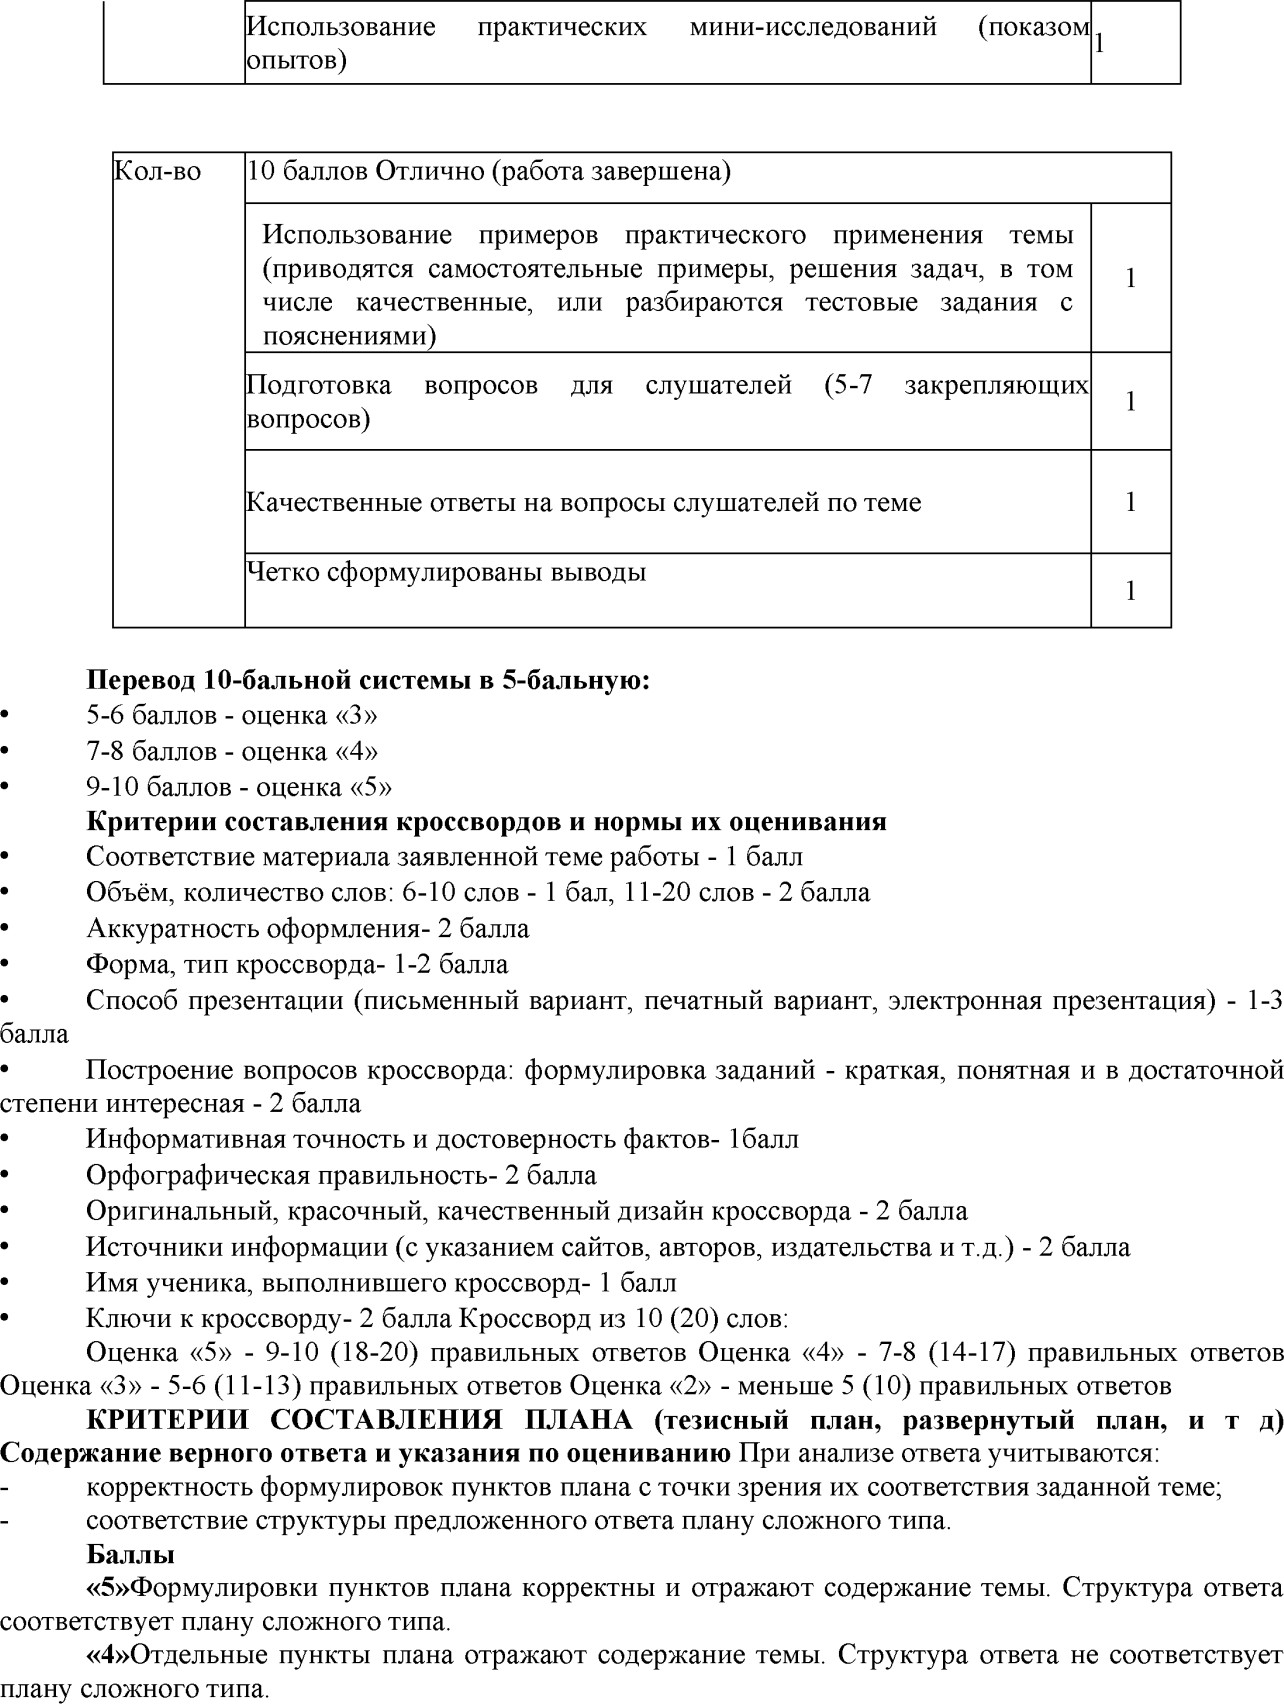 Использование практических мини-исследований (показом
опытов)
1
Кол-во
10 баллов Отлично (работа завершена)
Использование примеров практического применения темы
(приводятся самостоятельные примеры, решения задач, в том
числе качественные, или разбираются тестовые задания с
пояснениями)
1
Подготовка вопросов для слушателей (5-7 закрепляющих
вопросов)
1
Качественные ответы на вопросы слушателей по теме
1
Четко сформулированы выводы
1
Перевод 10-бальной системы в 5-бальную:
• 5-6 баллов - оценка «3»
• 7-8 баллов - оценка «4»
• 9-10 баллов - оценка «5»
Критерии составления кроссвордов и нормы их оценивания
• Соответствие материала заявленной теме работы - 1 балл
• Объём, количество слов: 6-10 слов - 1 бал, 11-20 слов - 2 балла
• Аккуратность оформления- 2 балла
• Форма, тип кроссворда- 1-2 балла
• Способ презентации (письменный вариант, печатный вариант, электронная презентация) - 1-3
балла
• Построение вопросов кроссворда: формулировка заданий - краткая, понятная и в достаточной
степени интересная - 2 балла
• Информативная точность и достоверность фактов- 1балл
• Орфографическая правильность- 2 балла
• Оригинальный, красочный, качественный дизайн кроссворда - 2 балла
• Источники информации (с указанием сайтов, авторов, издательства и т.д.) - 2 балла
• Имя ученика, выполнившего кроссворд- 1 балл
• Ключи к кроссворду- 2 балла Кроссворд из 10 (20) слов:
Оценка «5» - 9-10 (18-20) правильных ответов Оценка «4» - 7-8 (14-17) правильных ответов
Оценка «3» - 5-6 (11-13) правильных ответов Оценка «2» - меньше 5 (10) правильных ответов
КРИТЕРИИ СОСТАВЛЕНИЯ ПЛАНА (тезисный план, развернутый план, и т д)
Содержание верного ответа и указания по оцениванию При анализе ответа учитываются:
- корректность формулировок пунктов плана с точки зрения их соответствия заданной теме;
- соответствие структуры предложенного ответа плану сложного типа.
Баллы
«5»Формулировки пунктов плана корректны и отражают содержание темы. Структура ответа
соответствует плану сложного типа.
«4»Отдельные пункты плана отражают содержание темы. Структура ответа не соответствует
плану сложного типа.